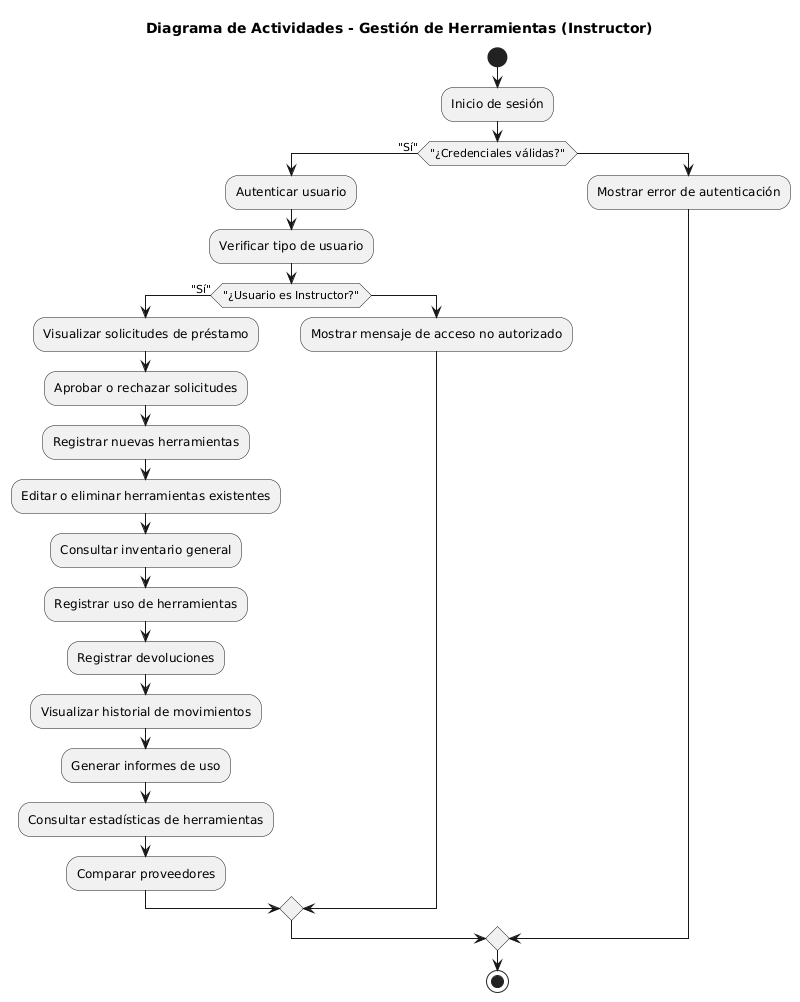 Diagrama de Actividades - Gestión de Herramientas (Instructor)
Inicio de sesión
"Sí"
"¿Credenciales válidas?"
Autenticar usuario
Mostrar error de autenticación
Verificar tipo de usuario
"Sí"
"¿Usuario es Instructor?"
Visualizar solicitudes de préstamo
Mostrar mensaje de acceso no autorizado
Aprobar o rechazar solicitudes
Registrar nuevas herramientas
Editar o eliminar herramientas existentes
Consultar inventario general
Registrar uso de herramientas
Registrar devoluciones
Visualizar historial de movimientos
Generar informes de uso
Consultar estadísticas de herramientas
Comparar proveedores